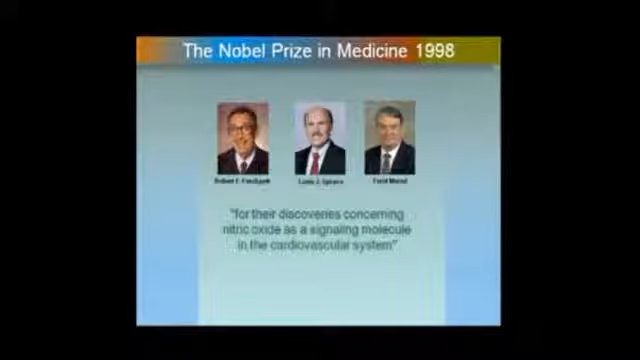 The Nobel Prize in Medicine 1998
Robert F. Furchgott
Louis J. Ignarro
Ferid Murad
"for their discoveries concerning
nitric oxide as a signaling molecule
in the cardiovascular system"